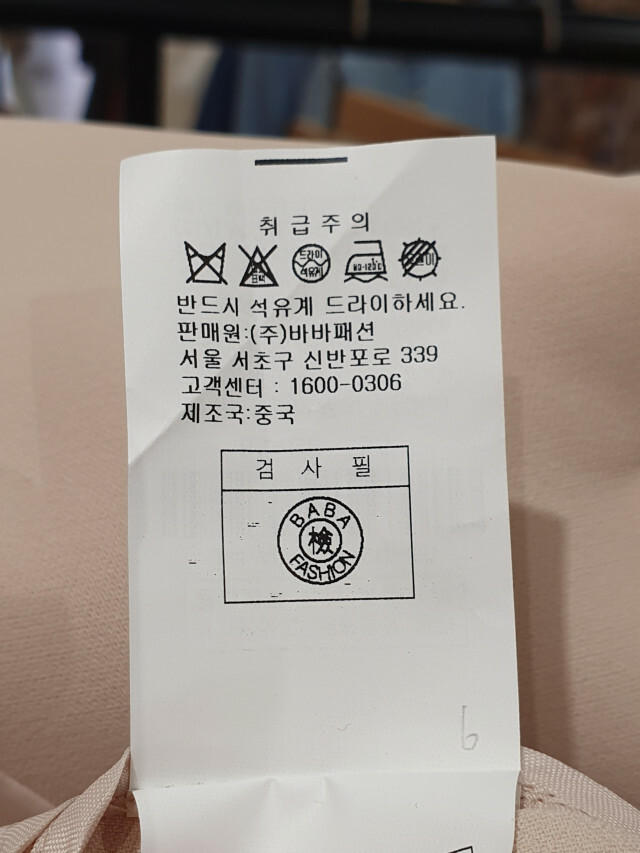 취급주의
드라이
석유계
반드시 석유계 드라이하세요.
판매원:(주)바바패션
서울 서초구 신반포로 339
고객센터 : 1600-0306
제조국:중국
검 사 필
BABA
檢
FASHION
6